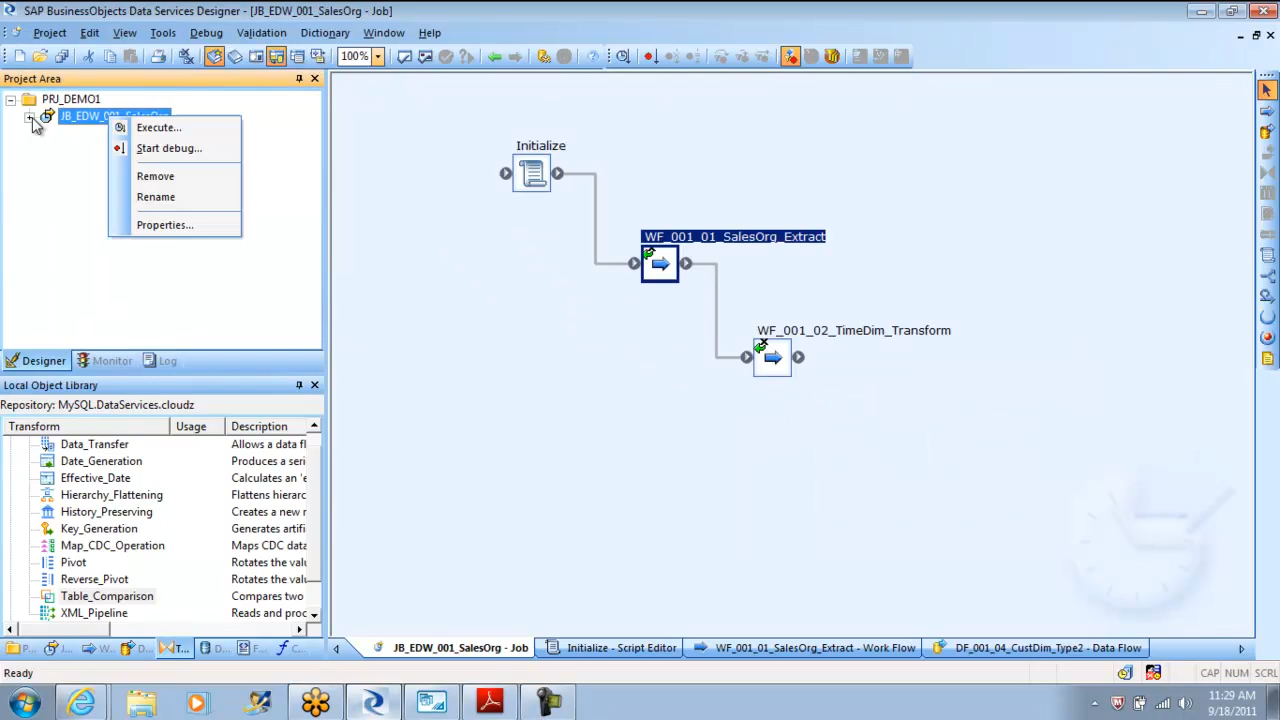 SAP BusinessObjects Data Services Designer - [JB_EDW_001_SalesOrg - Job]
Project Edit View Tools Debug Validation Dictionary Window Help
100%
Project Area
PRJ_DEMO1
JB_EDW_001_SalesOrg
Execute...
Start debug...
Remove
Rename
Properties...
Initialize
WF_001_01_SalesOrg_Extract
WF_001_02_TimeDim_Transform
Designer Monitor Log
Local Object Library
Repository: MySQL.DataServices.cloudz
Transform Usage Description
Data_Transfer Allows a data fl
Date_Generation Produces a seri
Effective_Date Calculates an 'e
Hierarchy_Flattening Flattens hierarc
History_Preserving Creates a new r
Key_Generation Generates artifi
Map_CDC_Operation Maps CDC data
Pivot Rotates the valu
Reverse_Pivot Rotates the valu
Table_Comparison Compares two
XML_Pipeline Reads and proc
P... J... W... D... T... D... F... C...
JB_EDW_001_SalesOrg - Job Initialize - Script Editor WF_001_01_SalesOrg_Extract - Work Flow DF_001_04_CustDim_Type2 - Data Flow
Ready CAP NUM SCRL
11:29 AM
9/18/2011